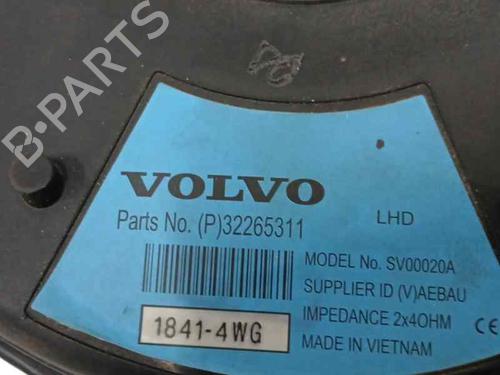 B-PARTS
VOLVO
Parts No. (P)32265311
LHD
MODEL No. SV00020A
SUPPLIER ID (V)AEBAU
IMPEDANCE 2x4OHM
1841-4WG
MADE IN VIETNAM
CE